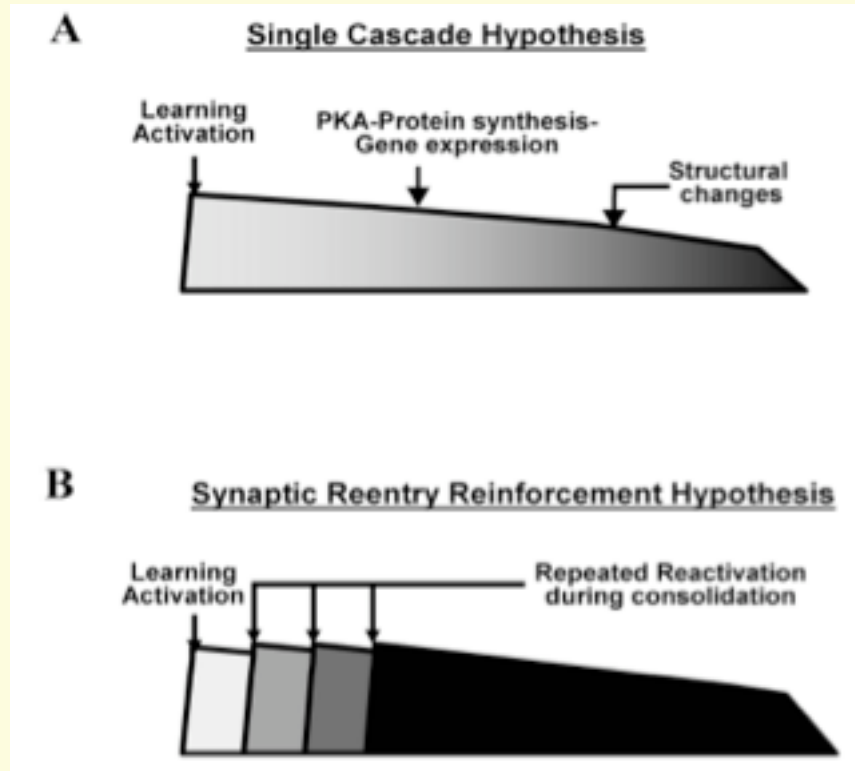 A
Single Cascade Hypothesis
Learning
Activation
PKA-Protein synthesis-
Gene expression
Structural
changes
B
Synaptic Reentry Reinforcement Hypothesis
Learning
Activation
Repeated Reactivation
during consolidation